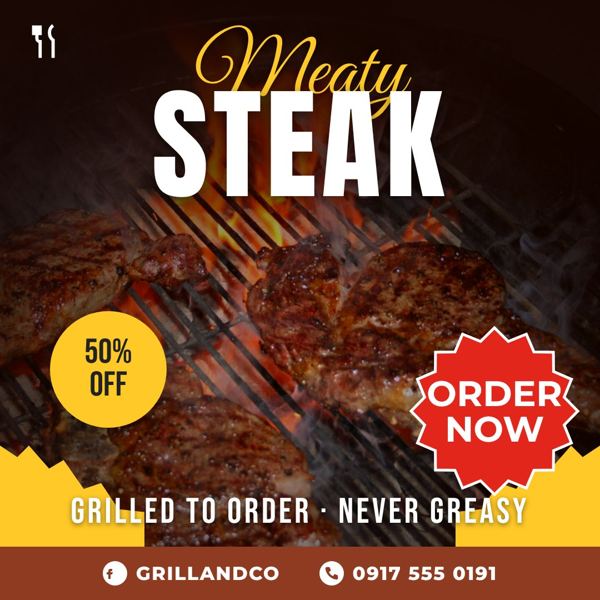 Meaty
STEAK
50%
OFF
ORDER
NOW
GRILLED TO ORDER · NEVER GREASY
GRILLANDCO
0917 555 0191